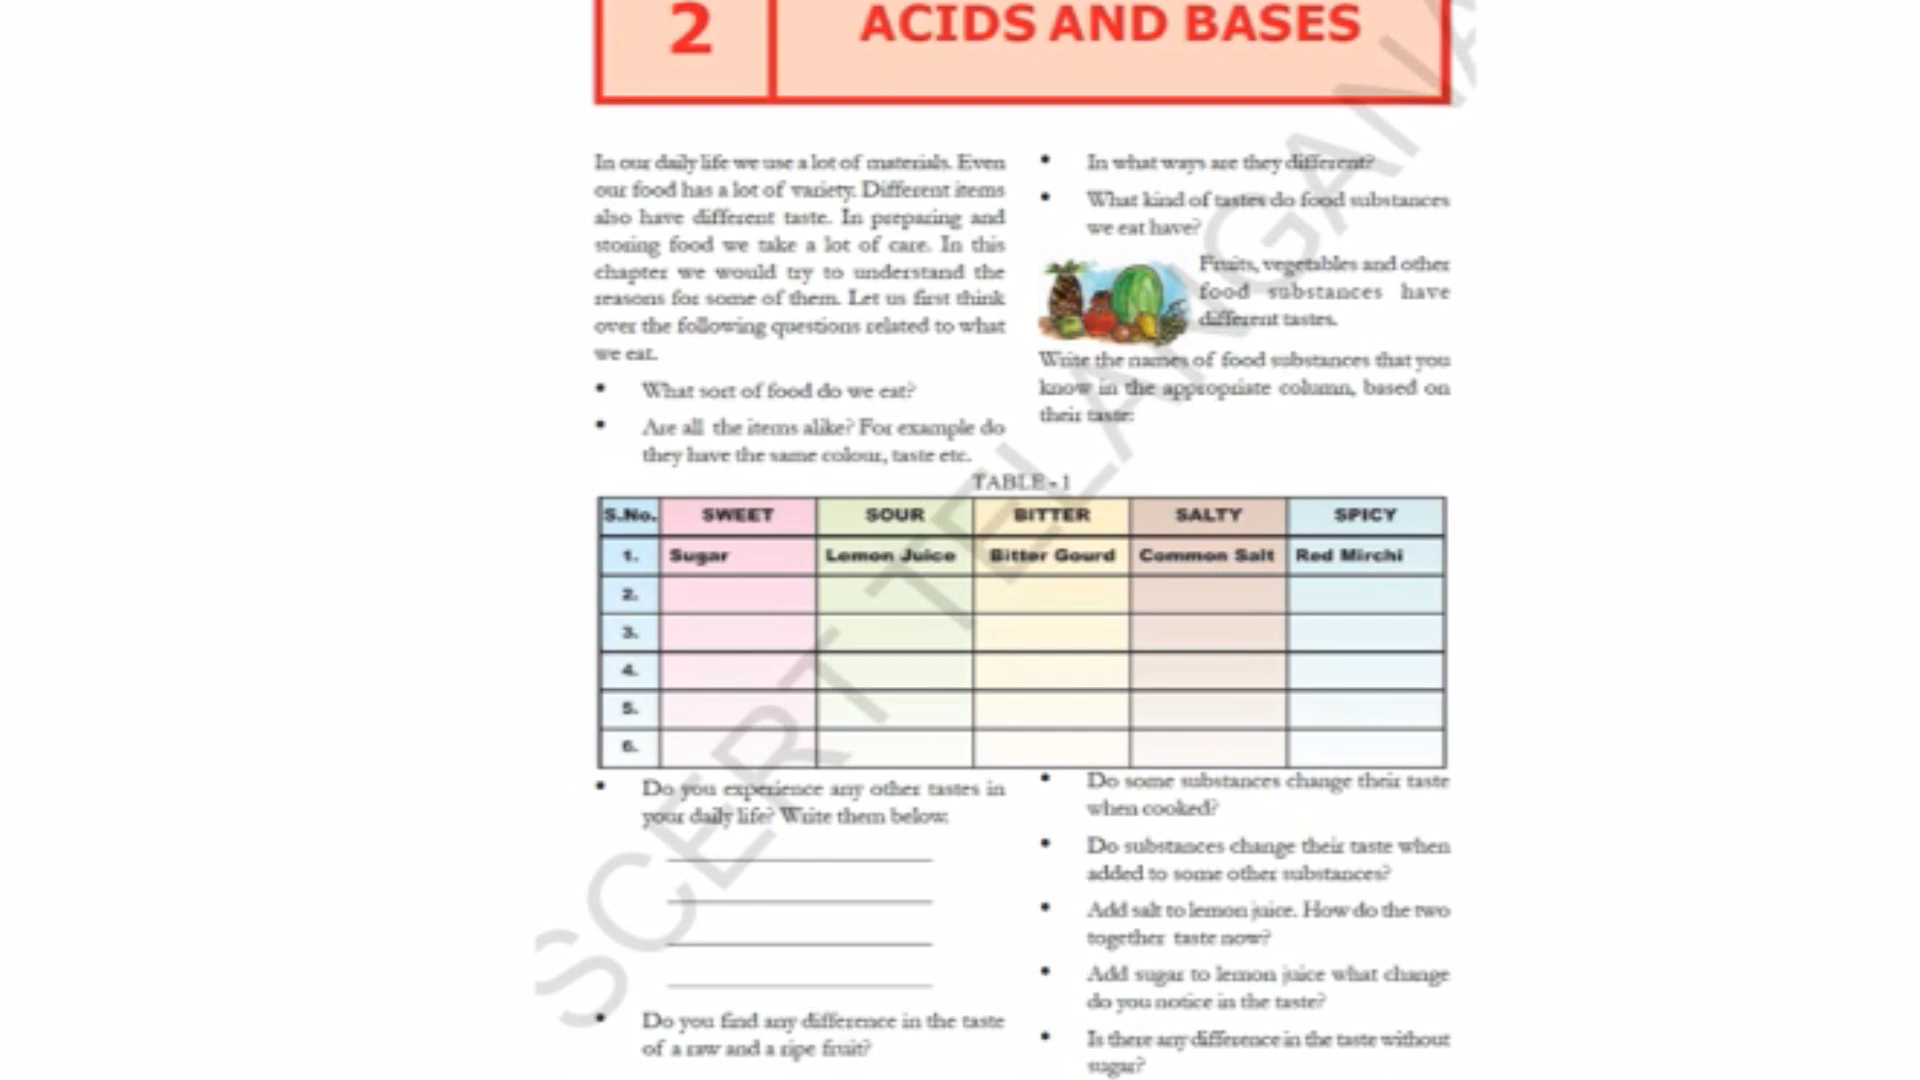 2
ACIDS AND BASES
In our daily life we use a lot of materials. Even
our food has a lot of variety. Different items
also have different taste. In preparing and
storing food we take a lot of care. In this
chapter we would try to understand the
reasons for some of them. Let us first think
over the following questions related to what
we eat.
• What sort of food do we eat?
• Are all the items alike? For example do
they have the same colour, taste etc.
• In what ways are they different?
• What kind of tastes do food substances
we eat have?
Fruits, vegetables and other
food substances have
different tastes.
Write the names of food substances that you
know in the appropriate column, based on
their taste:
TABLE - 1
S.No. SWEET SOUR BITTER SALTY SPICY
1. Sugar Lemon Juice Bitter Gourd Common Salt Red Mirchi
2.
3.
4.
5.
6.
• Do you experience any other tastes in
your daily life? Write them below.
• Do you find any difference in the taste
of a raw and a ripe fruit?
• Do some substances change their taste
when cooked?
• Do substances change their taste when
added to some other substances?
• Add salt to lemon juice. How do the two
together taste now?
• Add sugar to lemon juice what change
do you notice in the taste?
• Is there any difference in the taste without
sugar?
SCERT TELANGANA